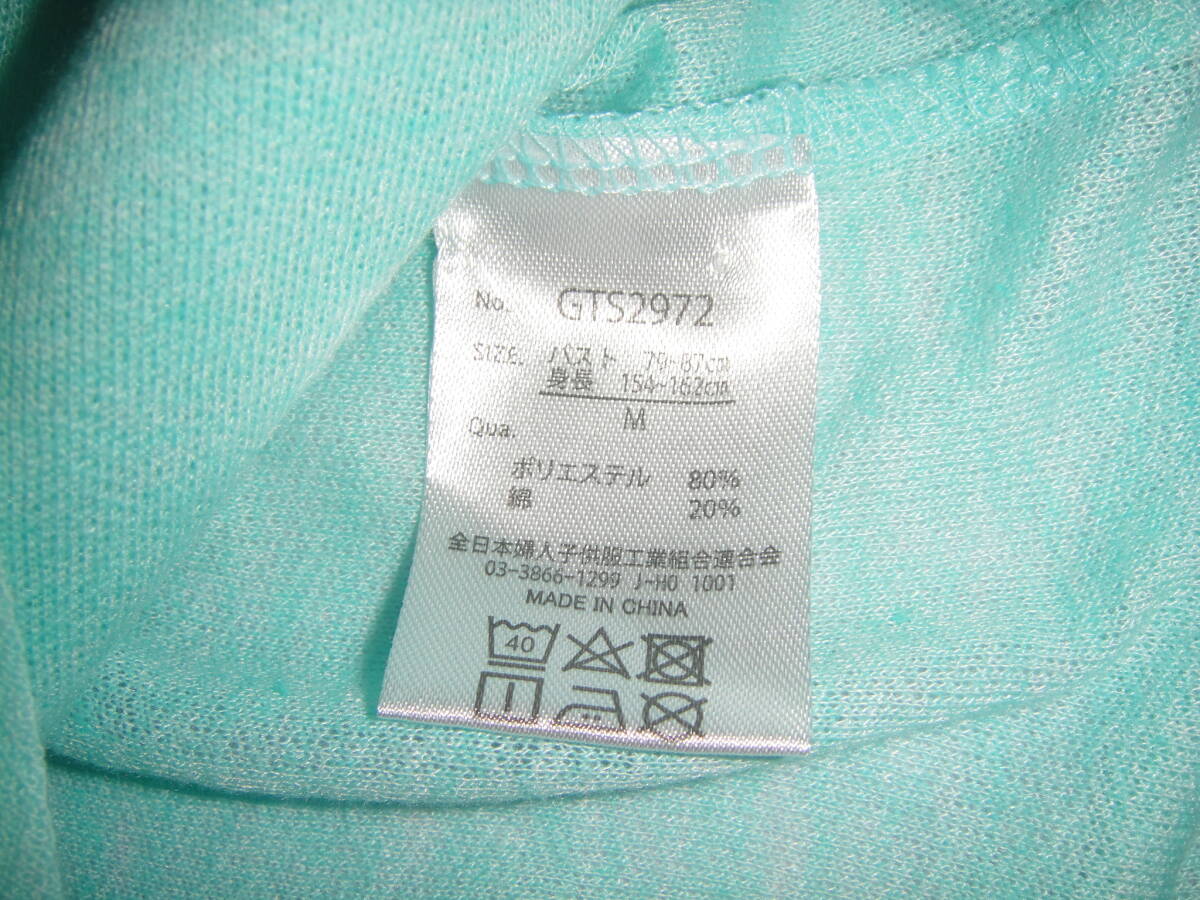 No. GTS2972
SIZE. バスト 79~87cm
身長 154~162cm
M
Qua.
ポリエステル 80%
綿 20%
全日本婦人子供服工業組合連合会
03-3866-1299 J-H0 1001
MADE IN CHINA
40